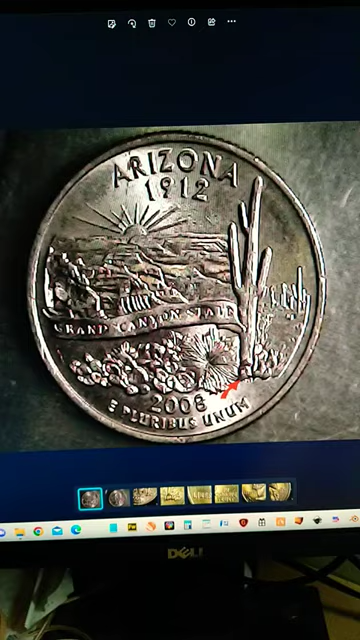 ARIZONA
1912
GRAND CANYON STATE
2008
E PLURIBUS UNUM
DELL